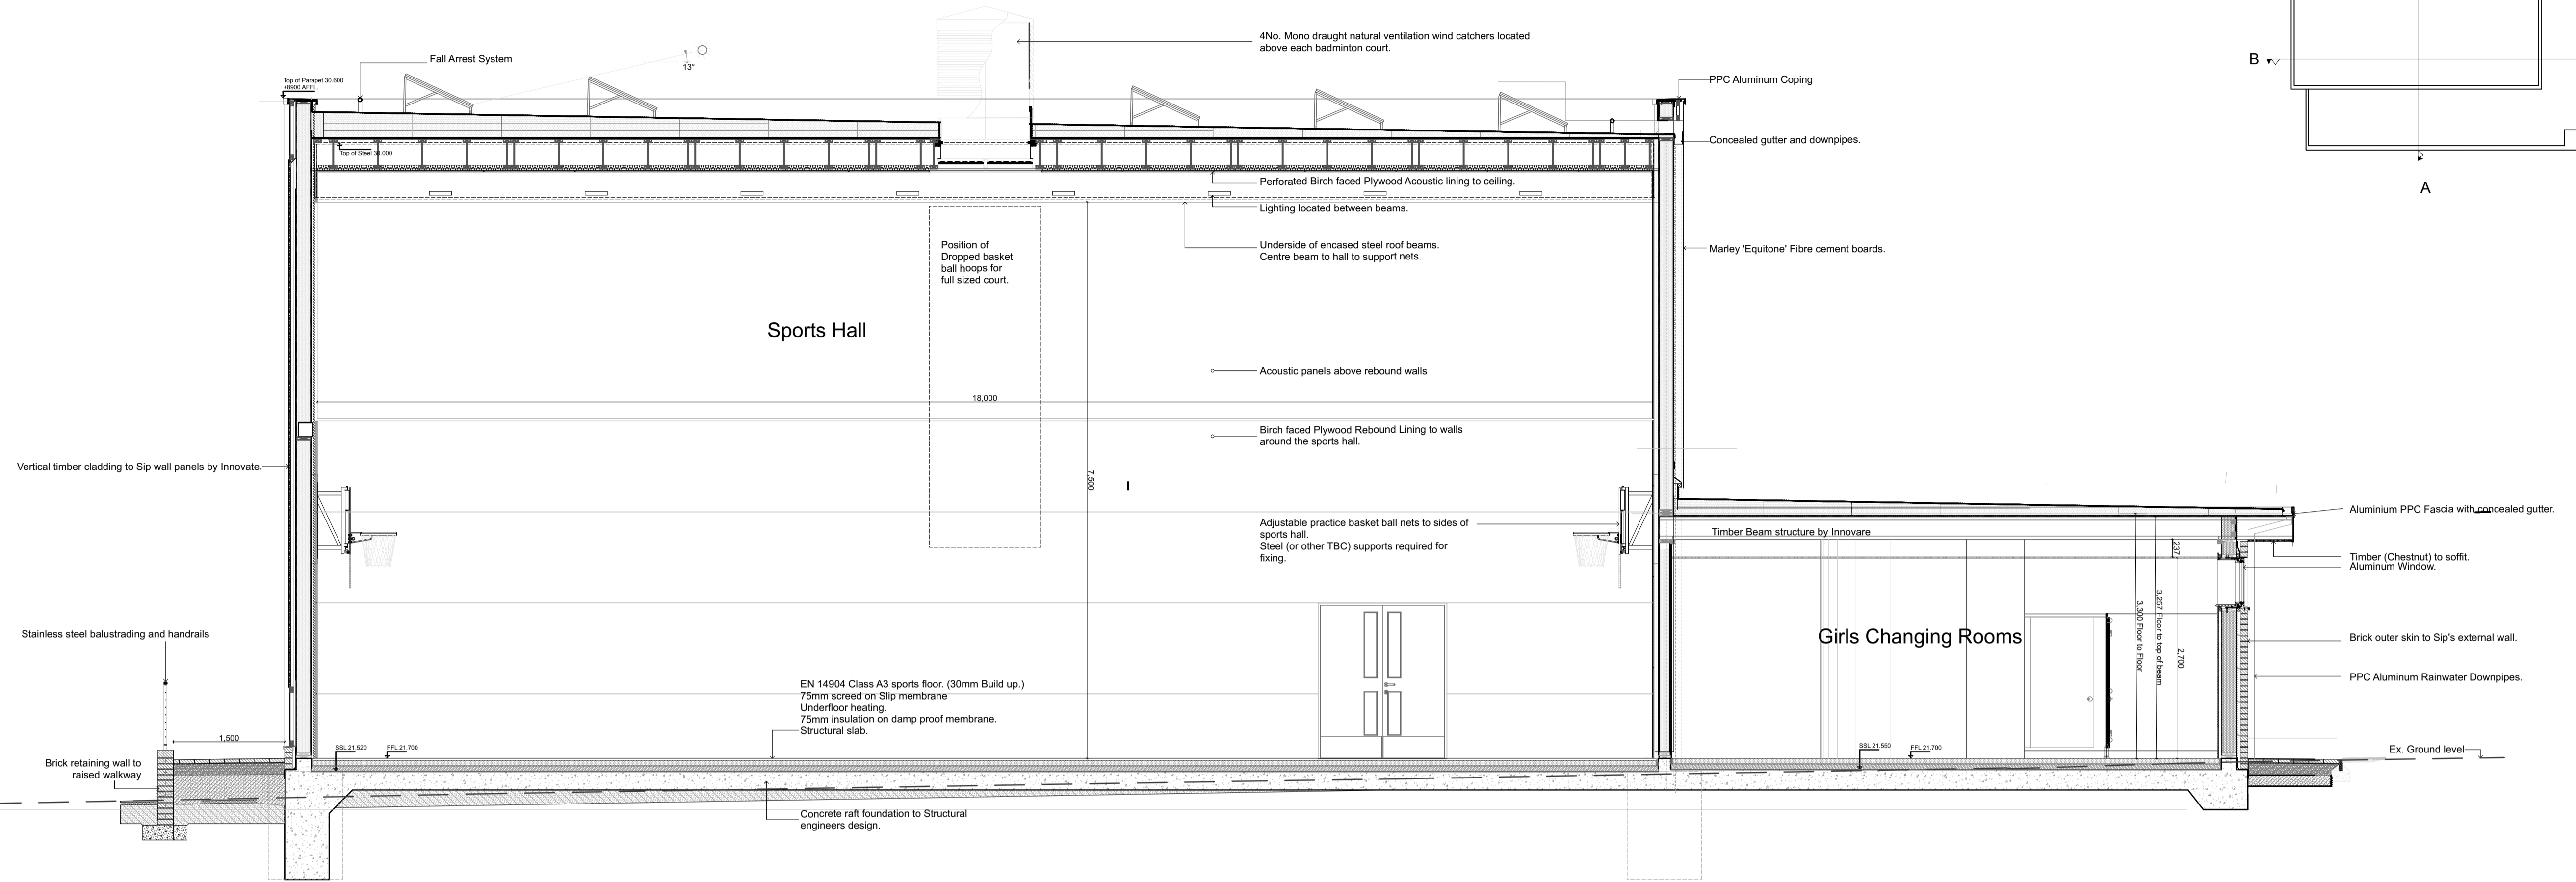 4No. Mono draught natural ventilation wind catchers located
above each badminton court.
B
Fall Arrest System
13°
Top of Parapet 30.600
+8900 AFFL.
PPC Aluminum Coping
Concealed gutter and downpipes.
Top of Steel 30.000
A
Perforated Birch faced Plywood Acoustic lining to ceiling.
Lighting located between beams.
Position of
Dropped basket
ball hoops for
full sized court.
Underside of encased steel roof beams.
Centre beam to hall to support nets.
Marley 'Equitone' Fibre cement boards.
Sports Hall
Acoustic panels above rebound walls
18,000
Birch faced Plywood Rebound Lining to walls
around the sports hall.
Vertical timber cladding to Sip wall panels by Innovate.
7,500
I
Adjustable practice basket ball nets to sides of
sports hall.
Steel (or other TBC) supports required for
fixing.
Timber Beam structure by Innovare
Aluminium PPC Fascia with concealed gutter.
237
Timber (Chestnut) to soffit.
Aluminum Window.
3,300 Floor to Floor
3,257 Floor to top of beam
2,700
Stainless steel balustrading and handrails
Girls Changing Rooms
Brick outer skin to Sip's external wall.
EN 14904 Class A3 sports floor. (30mm Build up.)
75mm screed on Slip membrane
Underfloor heating.
75mm insulation on damp proof membrane.
Structural slab.
PPC Aluminum Rainwater Downpipes.
1,500
SSL 21.520
FFL 21.700
SSL 21.550
FFL 21.700
Ex. Ground level
Brick retaining wall to
raised walkway
Concrete raft foundation to Structural
engineers design.